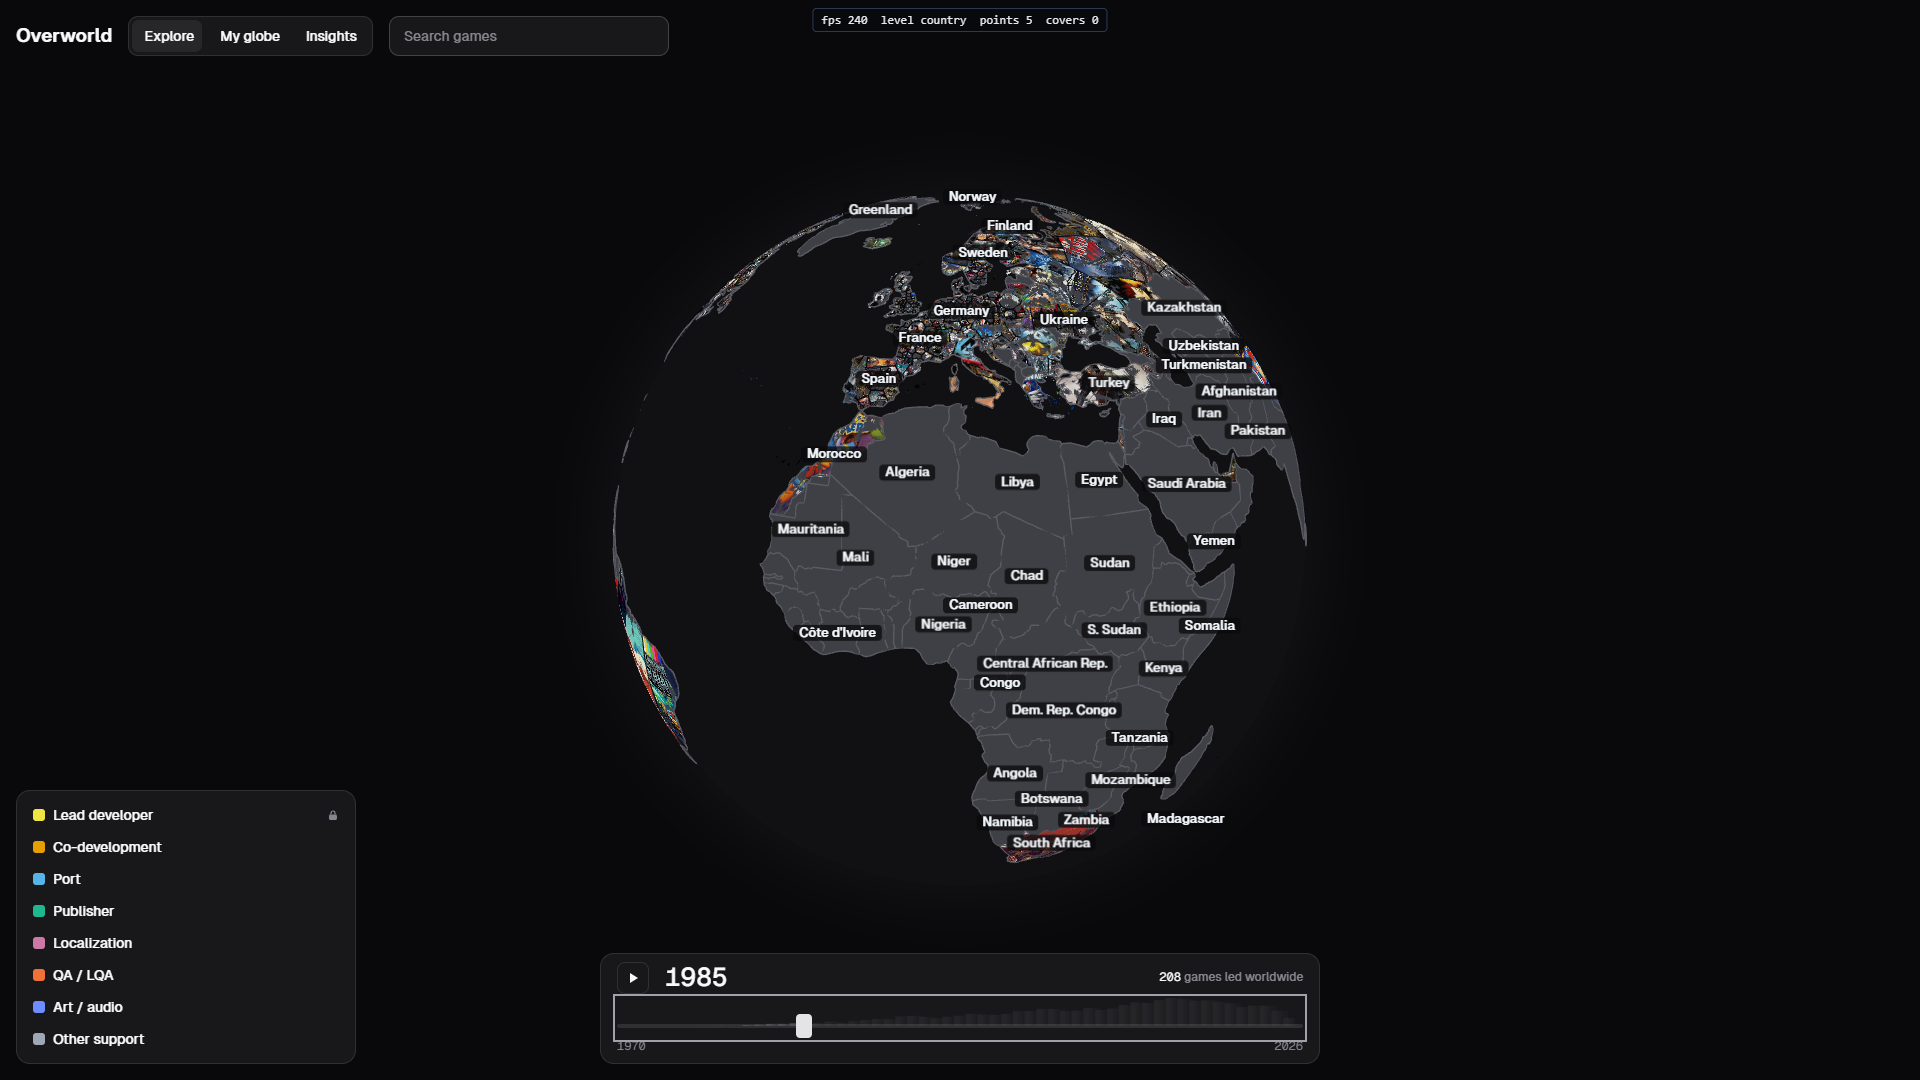 Overworld
Explore
My globe
Insights
Search games
fps 240 level country points 5 covers 0
Norway
Greenland
Finland
Sweden
Kazakhstan
Germany
Ukraine
France
Uzbekistan
Turkmenistan
Spain
Turkey
Afghanistan
Iraq
Iran
Pakistan
Morocco
Algeria
Libya
Egypt
Saudi Arabia
Mauritania
Yemen
Mali
Niger
Chad
Sudan
Cameroon
Ethiopia
Nigeria
Somalia
Côte d'Ivoire
S. Sudan
Central African Rep.
Kenya
Congo
Dem. Rep. Congo
Tanzania
Angola
Mozambique
Botswana
Namibia
Zambia
Madagascar
South Africa
Lead developer
Co-development
Port
Publisher
Localization
QA / LQA
Art / audio
Other support
1985
208 games led worldwide
1970
2026